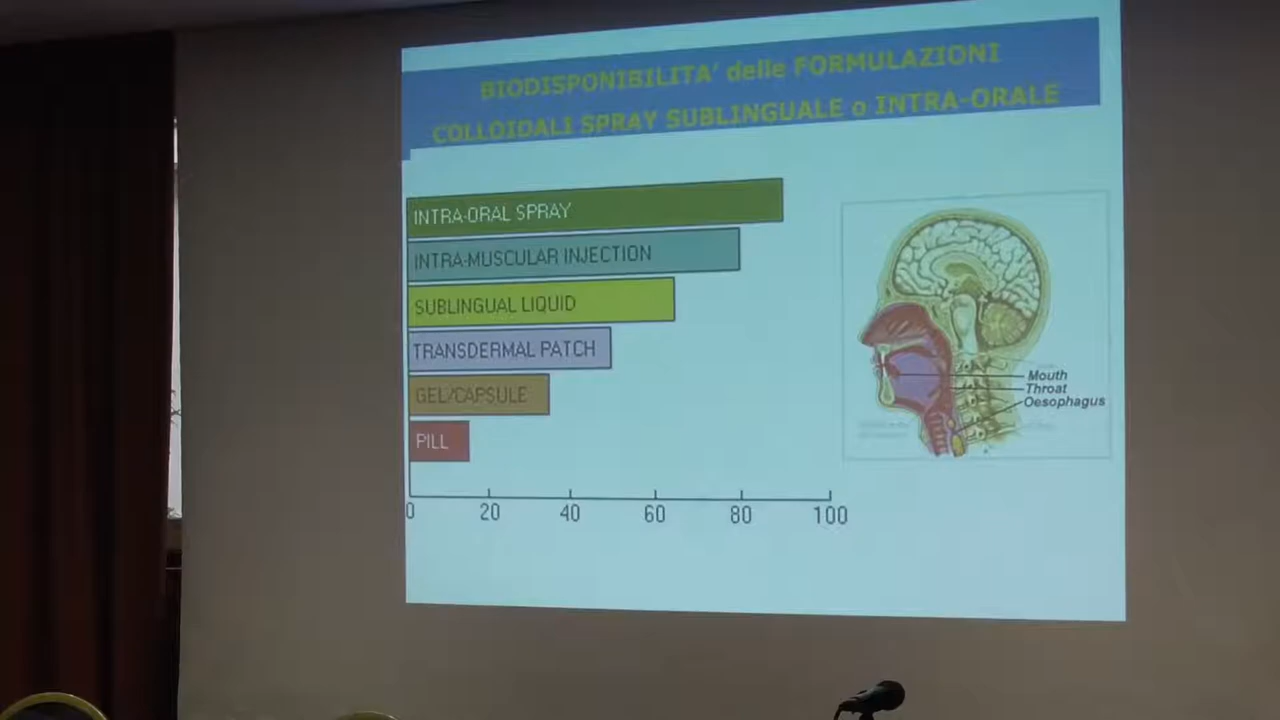 BIODISPONIBILITA' delle FORMULAZIONI
COLLOIDALI SPRAY SUBLINGUALE o INTRA-ORALE
INTRA-ORAL SPRAY
INTRA-MUSCULAR INJECTION
SUBLINGUAL LIQUID
TRANSDERMAL PATCH
GEL/CAPSULE
PILL
0 20 40 60 80 100
Mouth
Throat
Oesophagus